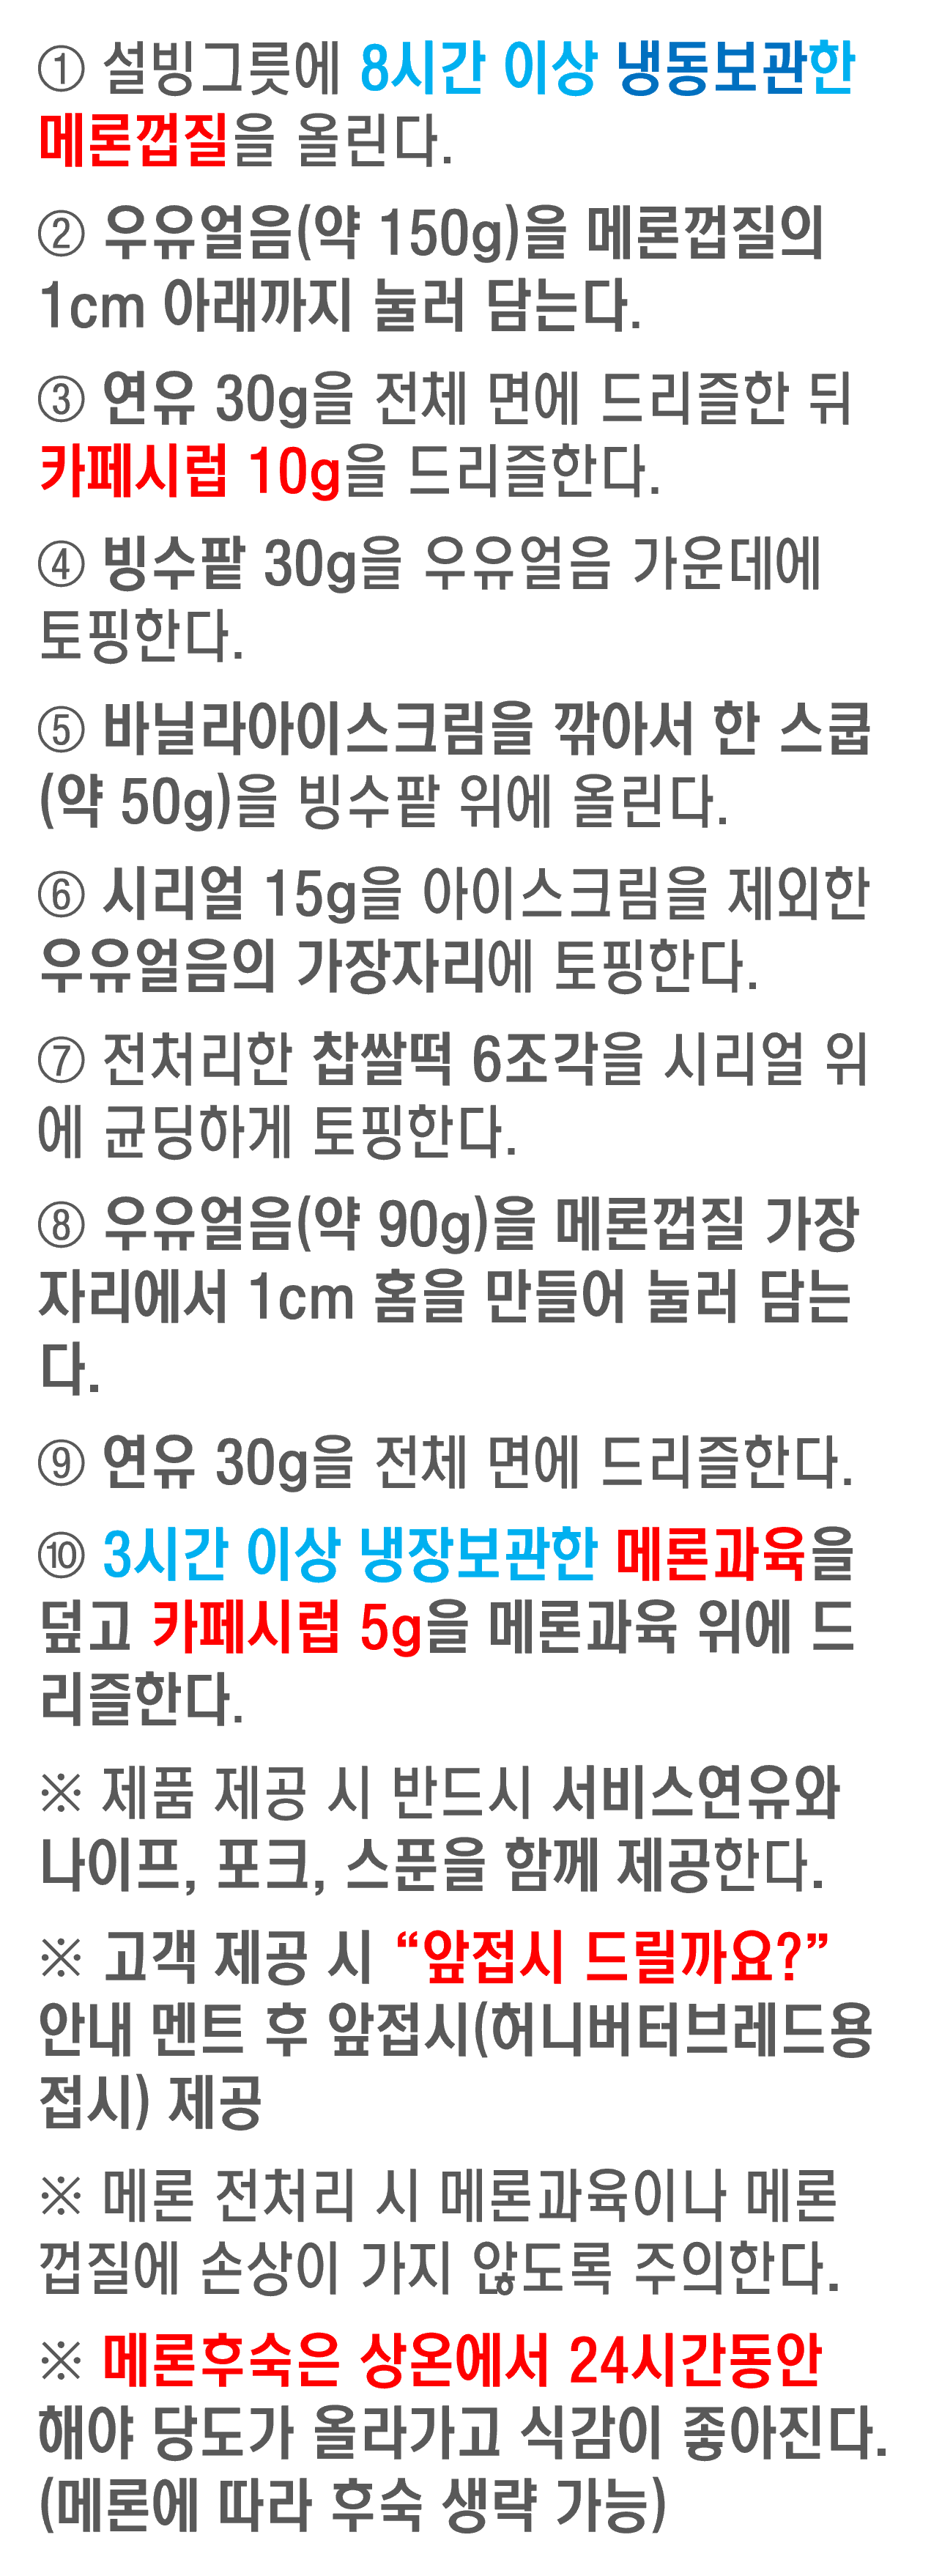 ① 설빙그릇에 8시간 이상 냉동보관한
메론껍질을 올린다.
② 우유얼음(약 150g)을 메론껍질의
1cm 아래까지 눌러 담는다.
③ 연유 30g을 전체 면에 드리즐한 뒤
카페시럽 10g을 드리즐한다.
④ 빙수팥 30g을 우유얼음 가운데에
토핑한다.
⑤ 바닐라아이스크림을 깎아서 한 스쿱
(약 50g)을 빙수팥 위에 올린다.
⑥ 시리얼 15g을 아이스크림을 제외한
우유얼음의 가장자리에 토핑한다.
⑦ 전처리한 찹쌀떡 6조각을 시리얼 위
에 균딩하게 토핑한다.
⑧ 우유얼음(약 90g)을 메론껍질 가장
자리에서 1cm 홈을 만들어 눌러 담는
다.
⑨ 연유 30g을 전체 면에 드리즐한다.
⑩ 3시간 이상 냉장보관한 메론과육을
덮고 카페시럽 5g을 메론과육 위에 드
리즐한다.
※ 제품 제공 시 반드시 서비스연유와
나이프, 포크, 스푼을 함께 제공한다.
※ 고객 제공 시 “앞접시 드릴까요?”
안내 멘트 후 앞접시(허니버터브레드용
접시) 제공
※ 메론 전처리 시 메론과육이나 메론
껍질에 손상이 가지 않도록 주의한다.
※ 메론후숙은 상온에서 24시간동안
해야 당도가 올라가고 식감이 좋아진다.
(메론에 따라 후숙 생략 가능)